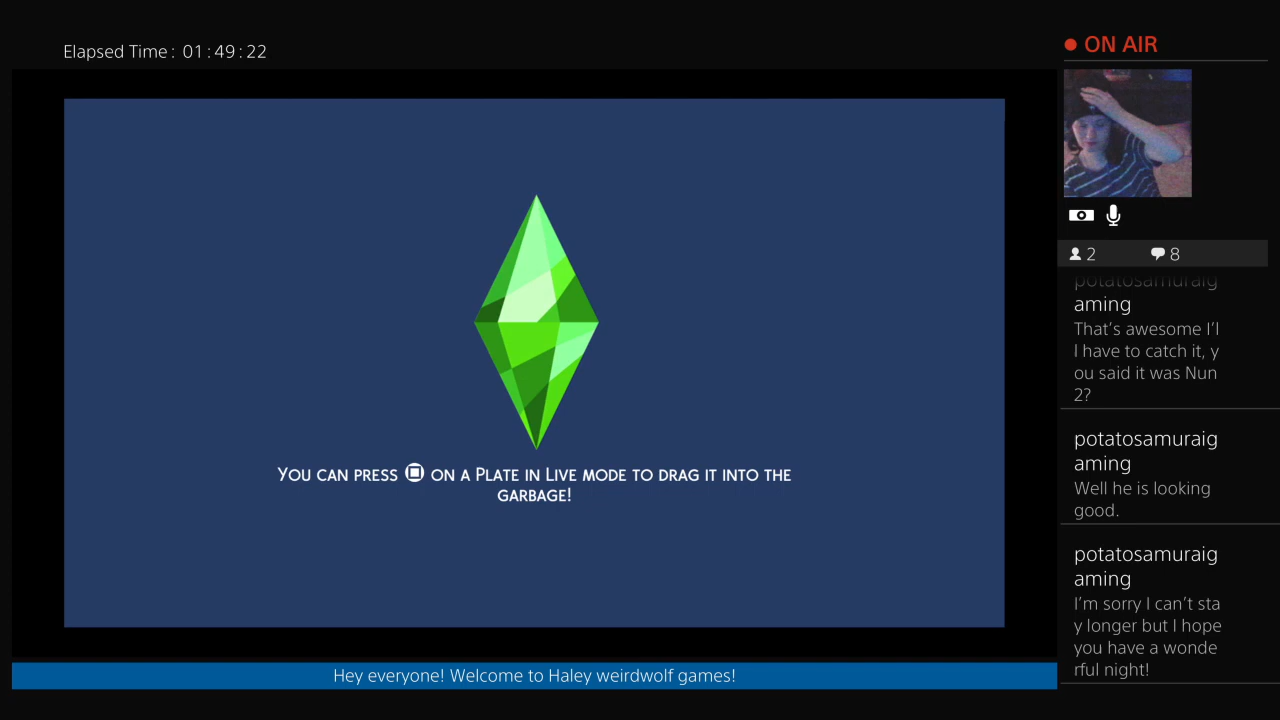 Elapsed Time : 01 : 49 : 22
ON AIR
2 8
YOU CAN PRESS ON A PLATE IN LIVE MODE TO DRAG IT INTO THE
GARBAGE!
potatosamuraig
aming
That's awesome I'l
l have to catch it, y
ou said it was Nun
2?
potatosamuraig
aming
Well he is looking
good.
potatosamuraig
aming
I'm sorry I can't sta
y longer but I hope
you have a wonde
rful night!
Hey everyone! Welcome to Haley weirdwolf games!